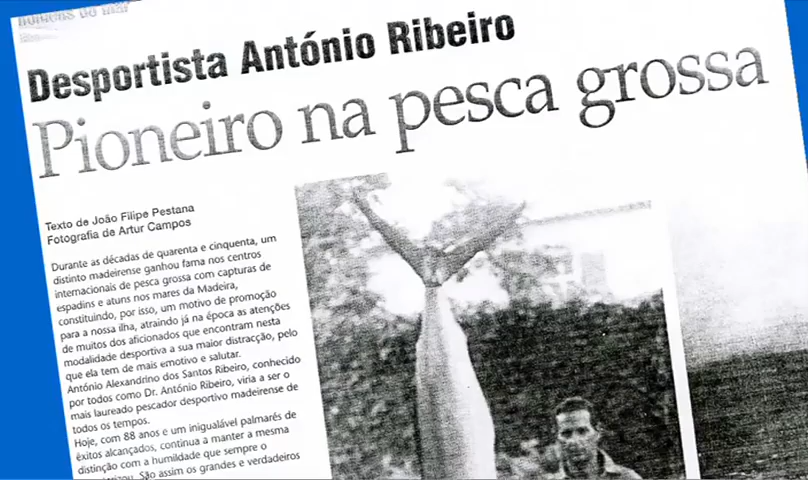 homens do mar
Desportista António Ribeiro
Pioneiro na pesca grossa
Texto de João Filipe Pestana
Fotografia de Artur Campos
Durante as décadas de quarenta e cinquenta, um
distinto madeirense ganhou fama nos centros
internacionais de pesca grossa com capturas de
espadins e atuns nos mares da Madeira,
constituindo, por isso, um motivo de promoção
para a nossa ilha, atraindo já na época as atenções
de muitos dos aficionados que encontram nesta
modalidade desportiva a sua maior distracção, pelo
que ela tem de mais emotivo e salutar.
António Alexandrino dos Santos Ribeiro, conhecido
por todos como Dr. António Ribeiro, viria a ser o
mais laureado pescador desportivo madeirense de
todos os tempos.
Hoje, com 88 anos e um inigualável palmarés de
êxitos alcançados, continua a manter a mesma
distinção com a humildade que sempre o
São assim os grandes e verdadeiros